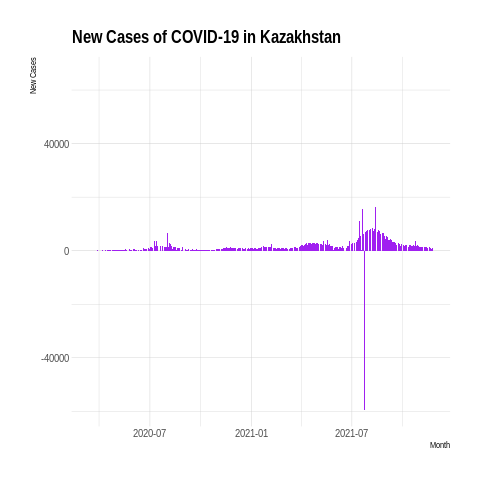 New Cases of COVID-19 in Kazakhstan
New Cases
40000
0
-40000
2020-07
2021-01
2021-07
Month